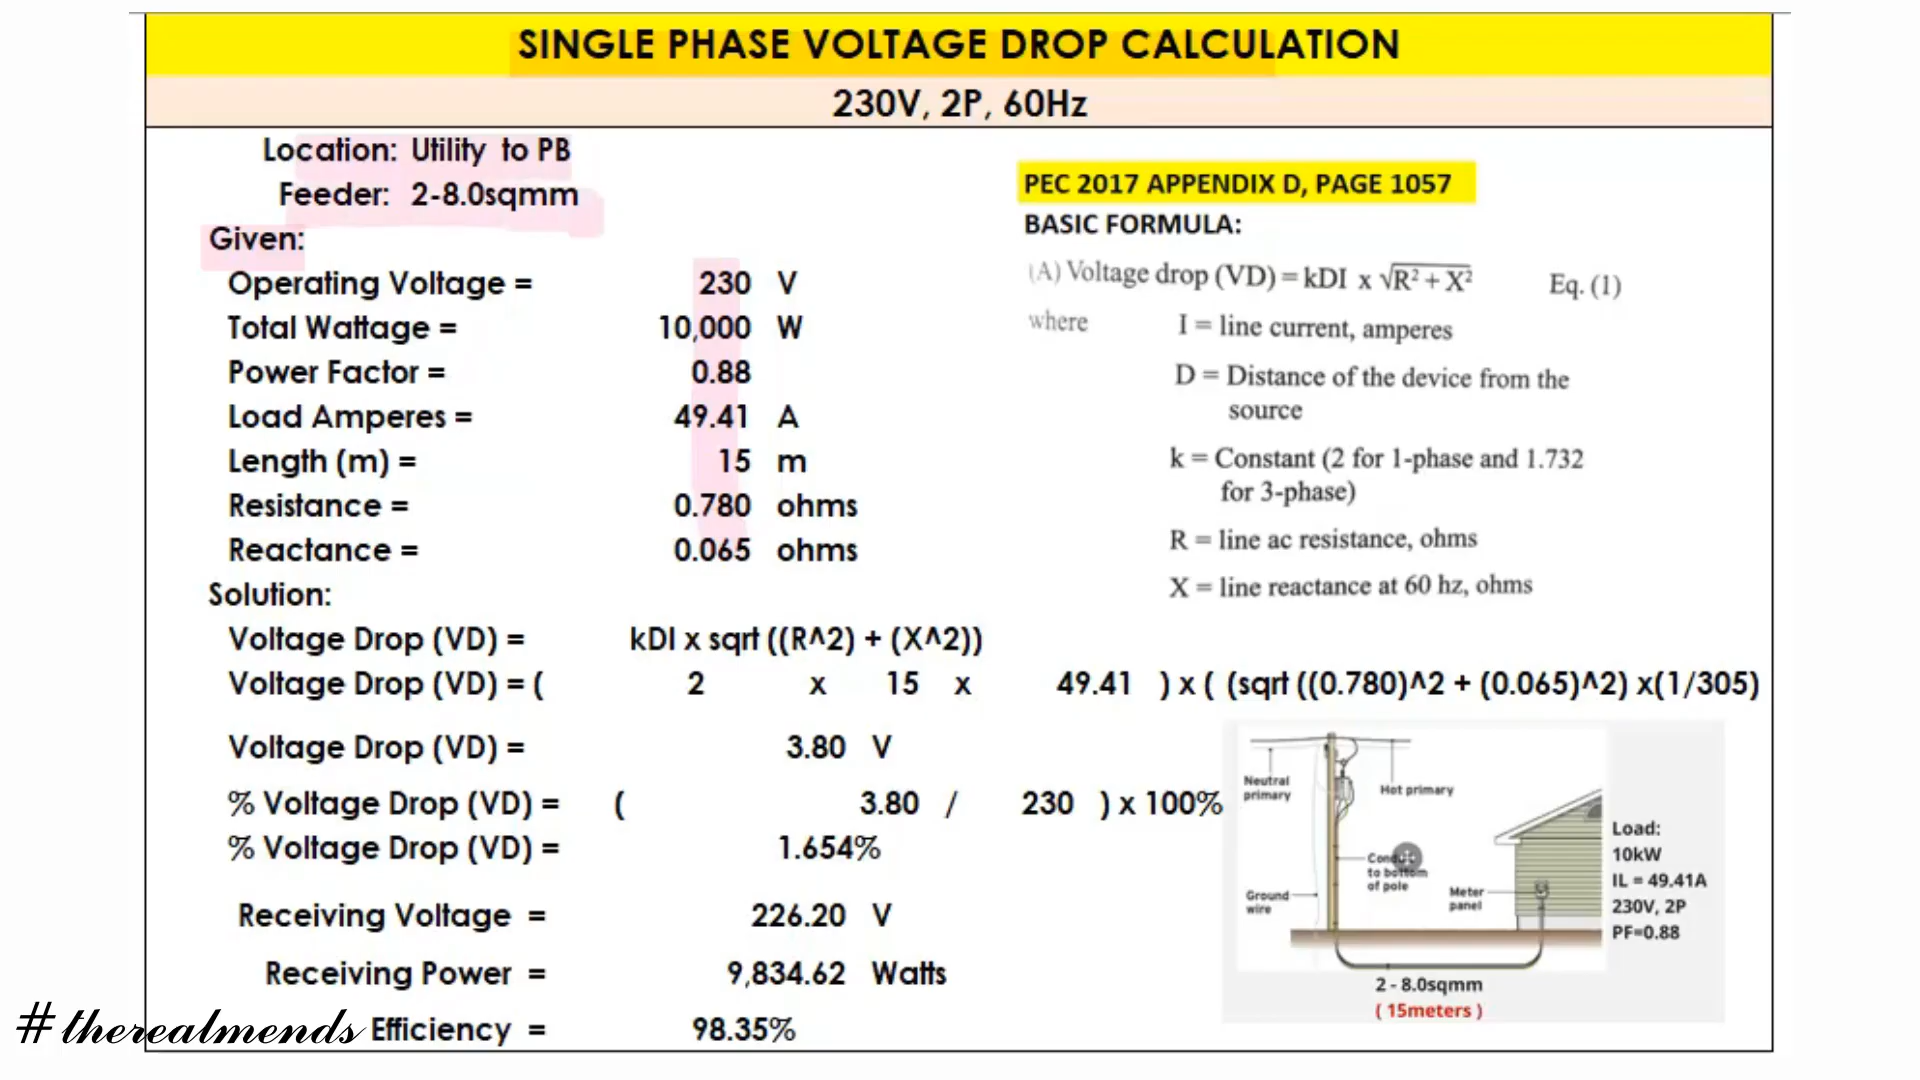 SINGLE PHASE VOLTAGE DROP CALCULATION
230V, 2P, 60Hz
Location: Utility to PB
Feeder: 2-8.0sqmm
Given:
Operating Voltage = 230 V
Total Wattage = 10,000 W
Power Factor = 0.88
Load Amperes = 49.41 A
Length (m) = 15 m
Resistance = 0.780 ohms
Reactance = 0.065 ohms
PEC 2017 APPENDIX D, PAGE 1057
BASIC FORMULA:
(A) Voltage drop (VD) = kDI x √R² + X² Eq. (1)
where I = line current, amperes
D = Distance of the device from the
source
k = Constant (2 for 1-phase and 1.732
for 3-phase)
R = line ac resistance, ohms
X = line reactance at 60 hz, ohms
Solution:
Voltage Drop (VD) = kDI x sqrt ((R^2) + (X^2))
Voltage Drop (VD) = ( 2 x 15 x 49.41 ) x ( (sqrt ((0.780)^2 + (0.065)^2) x(1/305)
Voltage Drop (VD) = 3.80 V
% Voltage Drop (VD) = ( 3.80 / 230 ) x 100%
% Voltage Drop (VD) = 1.654%
Receiving Voltage = 226.20 V
Receiving Power = 9,834.62 Watts
Efficiency = 98.35%
Neutral
primary
Hot primary
Conduit
to bottom
of pole
Ground
wire
Meter
panel
Load:
10kW
IL = 49.41A
230V, 2P
PF=0.88
2 - 8.0sqmm
( 15meters )
#therealmends